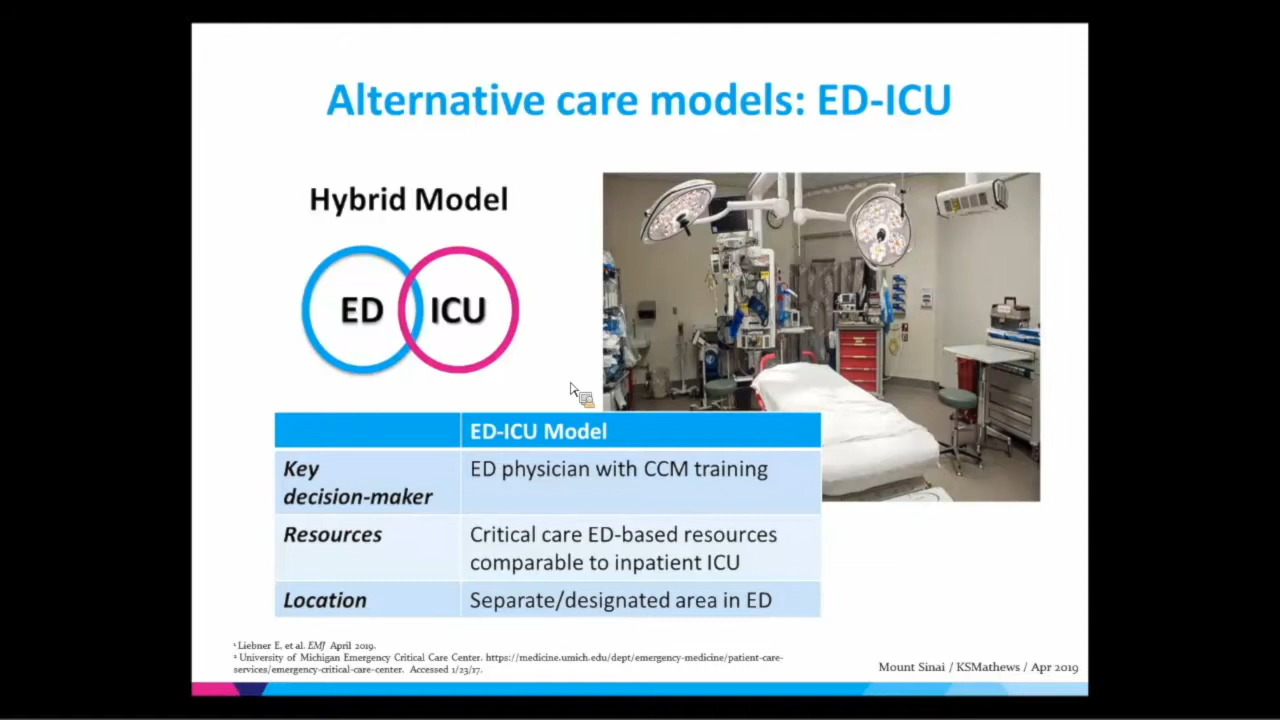 Alternative care models: ED-ICU
Hybrid Model
ED
ICU
ED-ICU Model
Key
decision-maker
ED physician with CCM training
Resources
Critical care ED-based resources
comparable to inpatient ICU
Location
Separate/designated area in ED
¹ Liebner E, et al. EMJ April 2019.
² University of Michigan Emergency Critical Care Center. https://medicine.umich.edu/dept/emergency-medicine/patient-care-
services/emergency-critical-care-center. Accessed 1/23/17.
Mount Sinai / KSMathews / Apr 2019